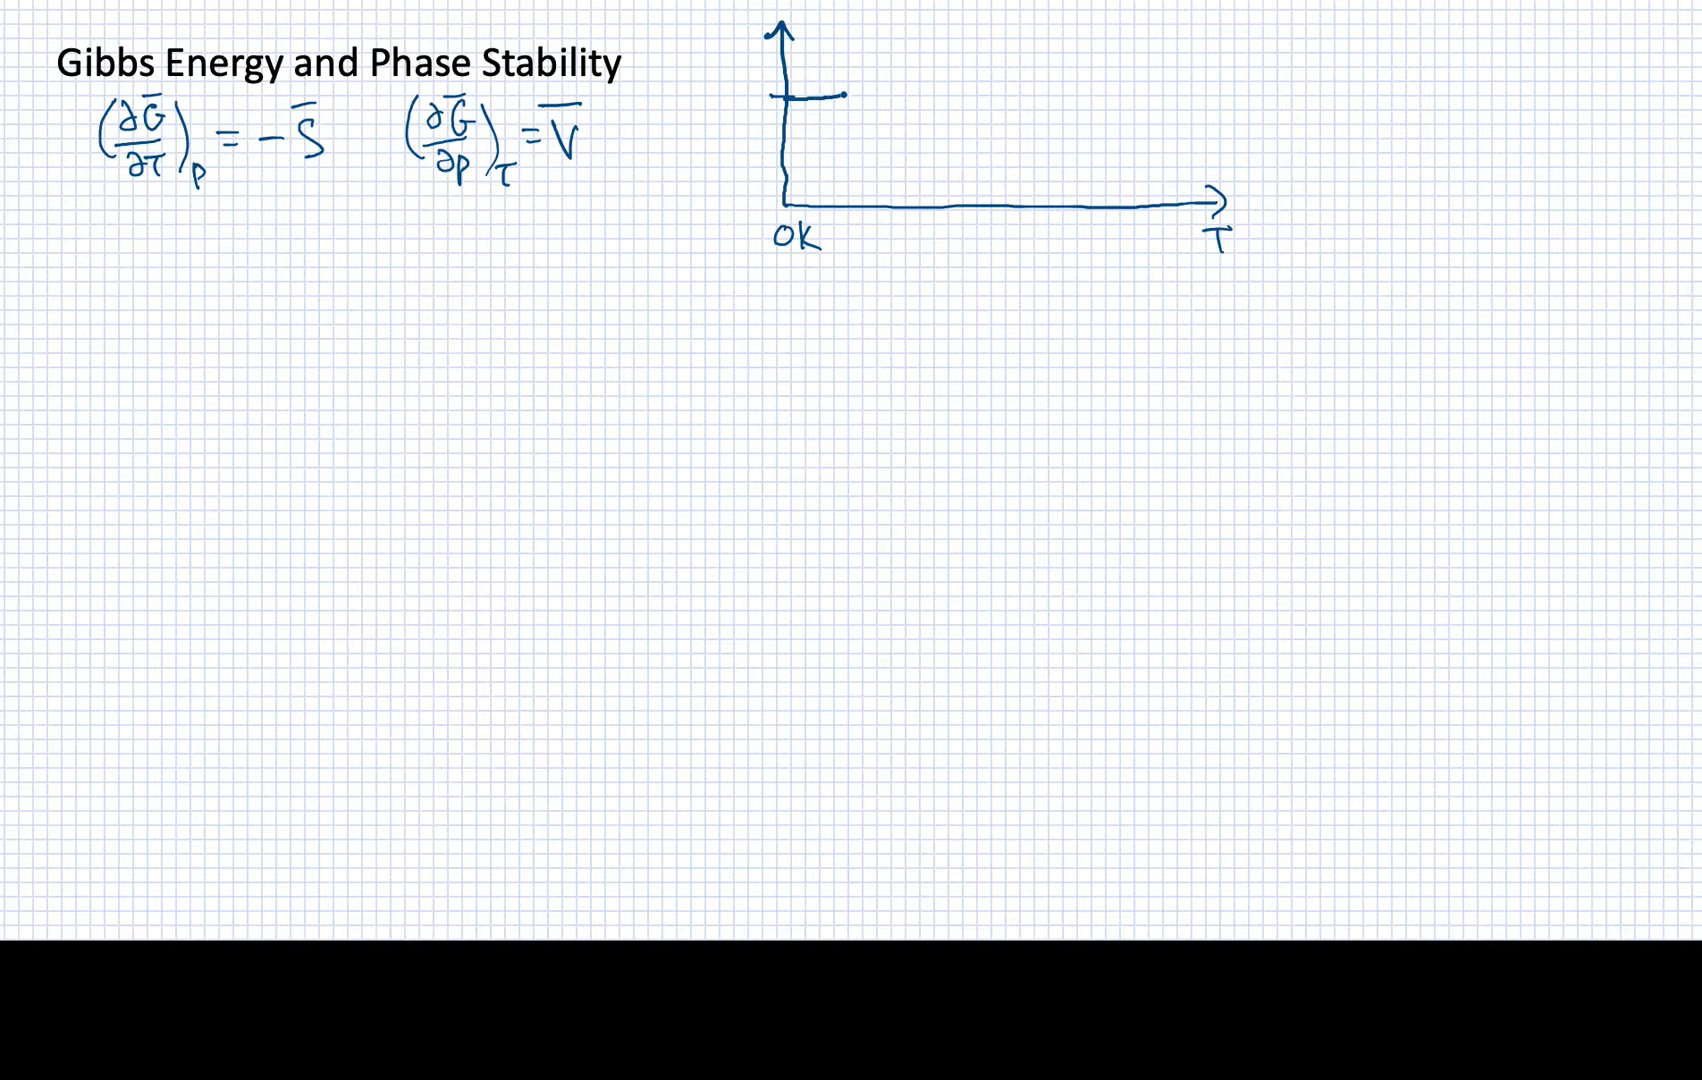 Gibbs Energy and Phase Stability
(∂G̅/∂T)_P = -S̅    (∂G̅/∂P)_T = V̅
0K    T